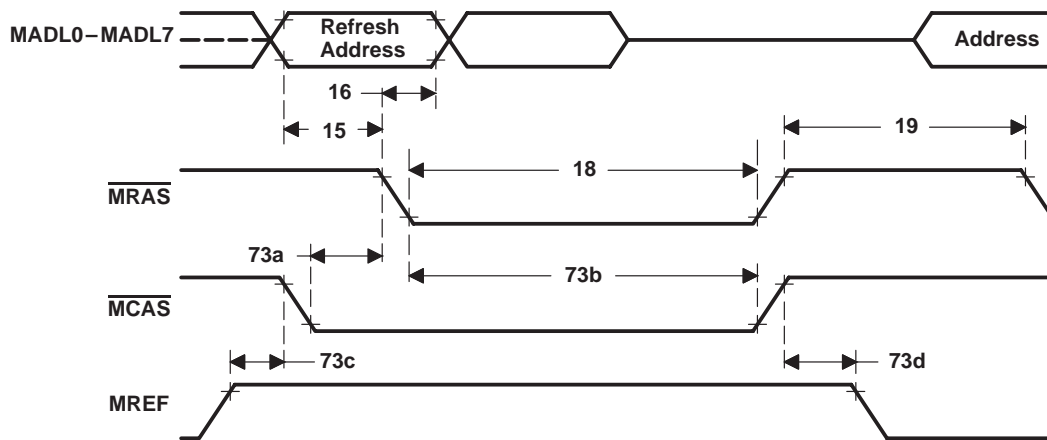 MADL0–MADL7
Refresh
Address
Address
16
15
19
MRAS
18
73a
73b
MCAS
73c
73d
MREF